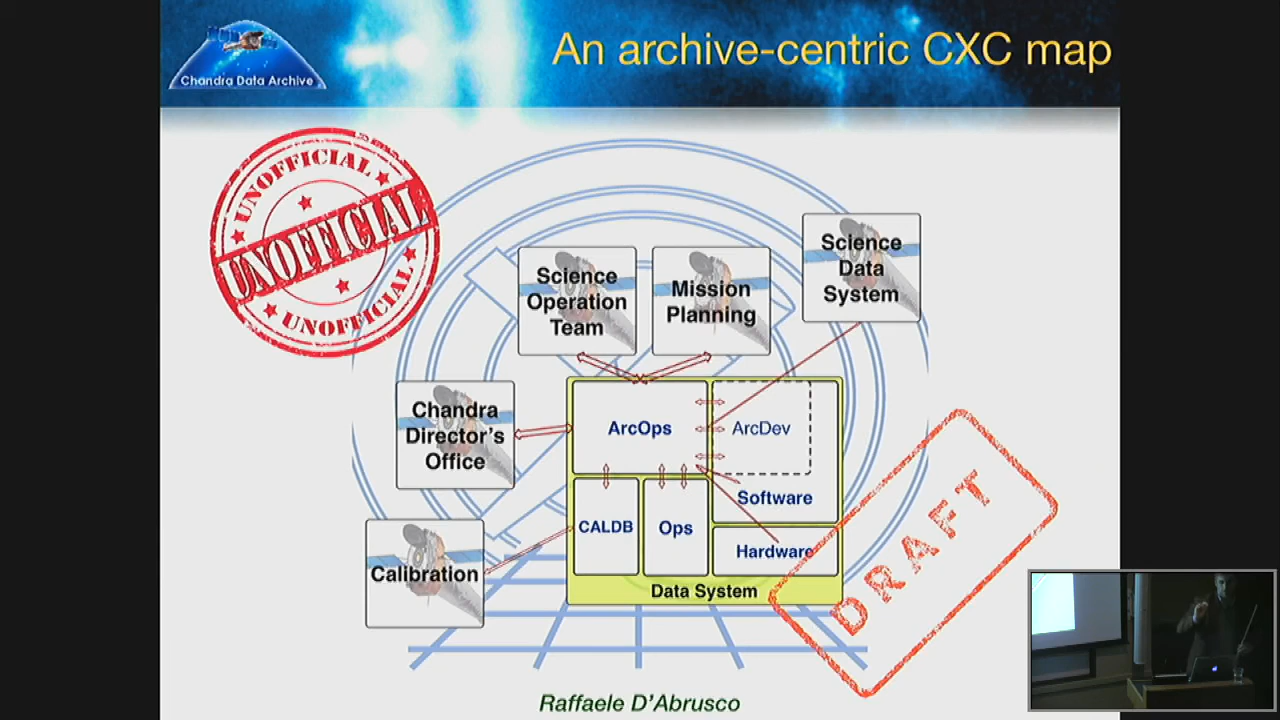 Chandra Data Archive
An archive-centric CXC map
UNOFFICIAL
UNOFFICIAL
UNOFFICIAL
Science
Operation
Team
Mission
Planning
Science
Data
System
Chandra
Director's
Office
ArcOps
ArcDev
Software
CALDB
Ops
Hardware
Calibration
Data System
DRAFT
Raffaele D'Abrusco